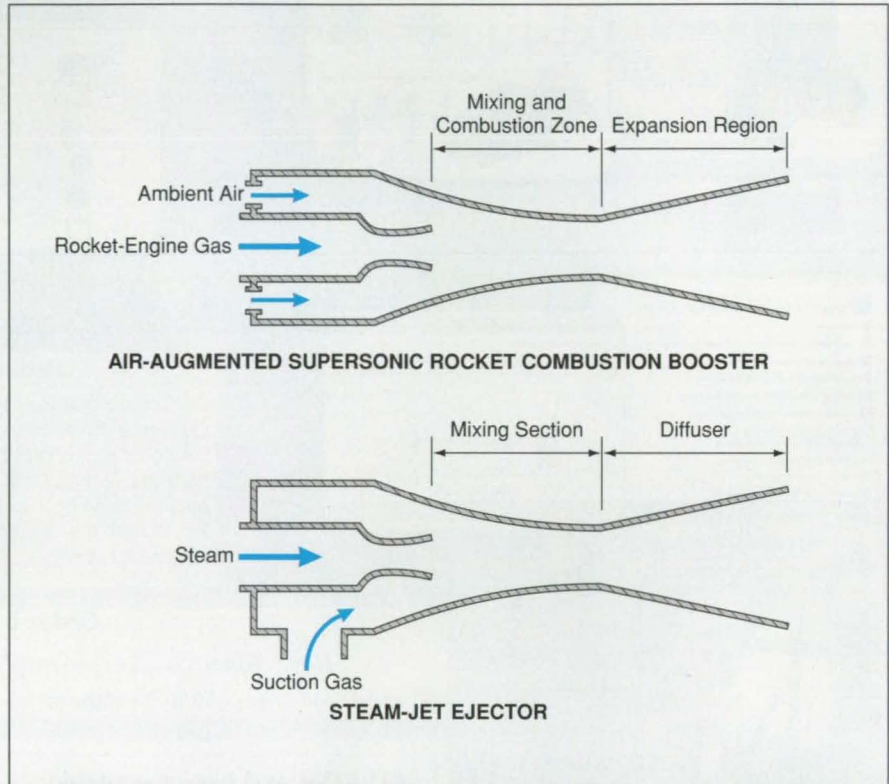 Mixing and
Combustion Zone
Expansion Region
Ambient Air
Rocket-Engine Gas
AIR-AUGMENTED SUPERSONIC ROCKET COMBUSTION BOOSTER
Mixing Section
Diffuser
Steam
Suction Gas
STEAM-JET EJECTOR